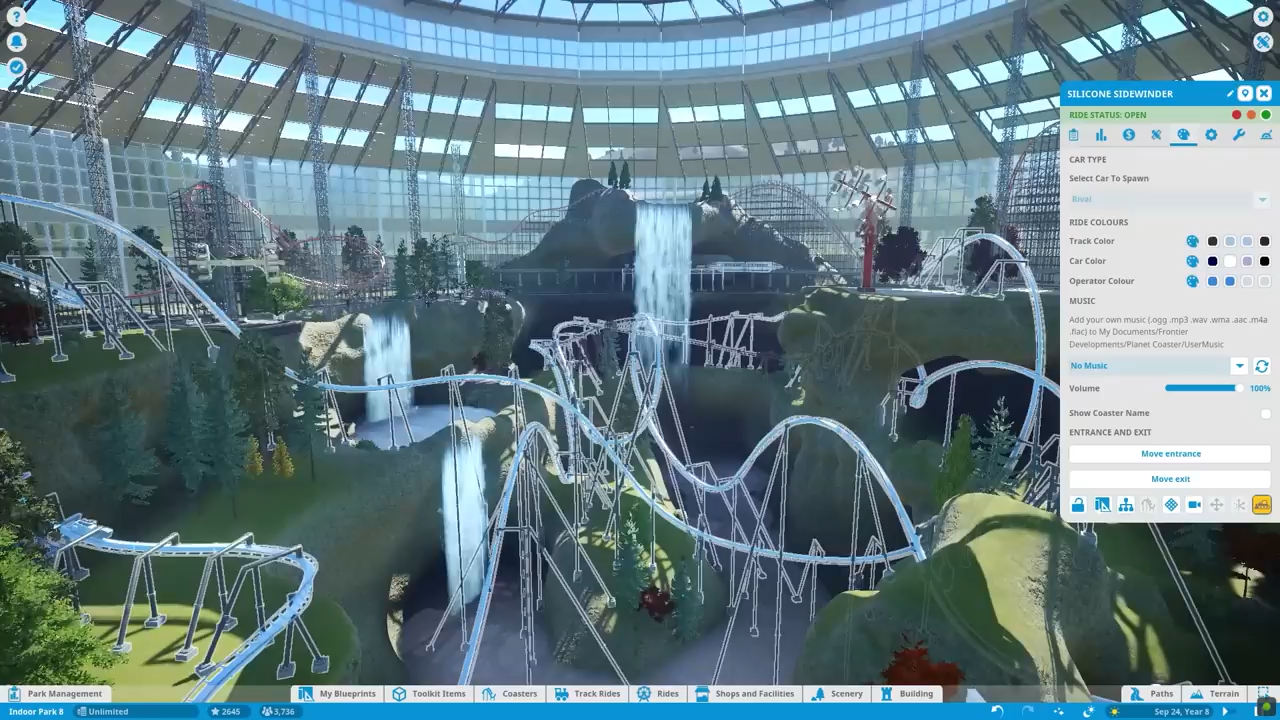 SILICONE SIDEWINDER
RIDE STATUS: OPEN
CAR TYPE
Select Car To Spawn
Rival
RIDE COLOURS
Track Color
Car Color
Operator Colour
MUSIC
Add your own music (.ogg .mp3 .wav .wma .aac .m4a
.flac) to My Documents/Frontier
Developments/Planet Coaster/UserMusic
No Music
Volume 100%
Show Coaster Name
ENTRANCE AND EXIT
Move entrance
Move exit
Park Management My Blueprints Toolkit Items Coasters Track Rides Rides Shops and Facilities Scenery Building Paths Terrain
Indoor Park 8 Unlimited 2645 3,736 Sep 24, Year 8